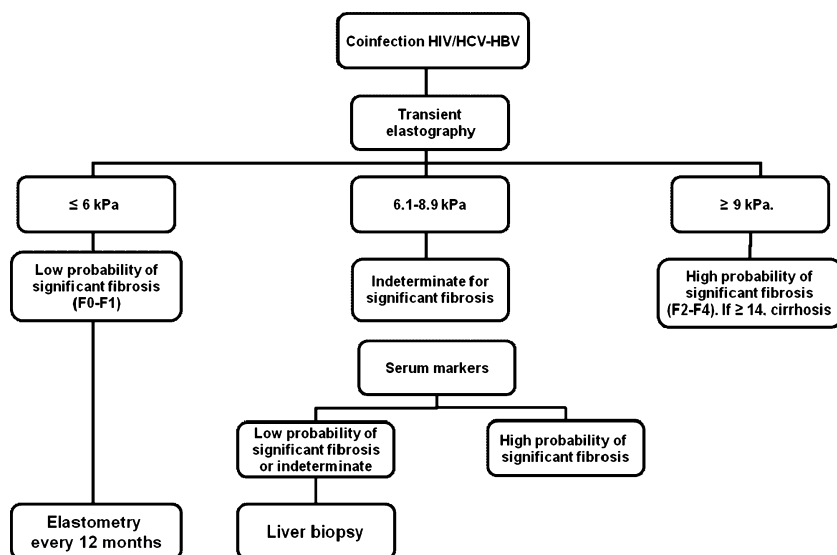 Coinfection HIV/HCV-HBV
Transient
elastography
≤ 6 kPa
6.1-8.9 kPa
≥ 9 kPa.
Low probability of
significant fibrosis
(F0-F1)
Indeterminate for
significant fibrosis
High probability of
significant fibrosis
(F2-F4). If ≥ 14. cirrhosis
Serum markers
Low probability of
significant fibrosis
or indeterminate
High probability of
significant fibrosis
Elastometry
every 12 months
Liver biopsy